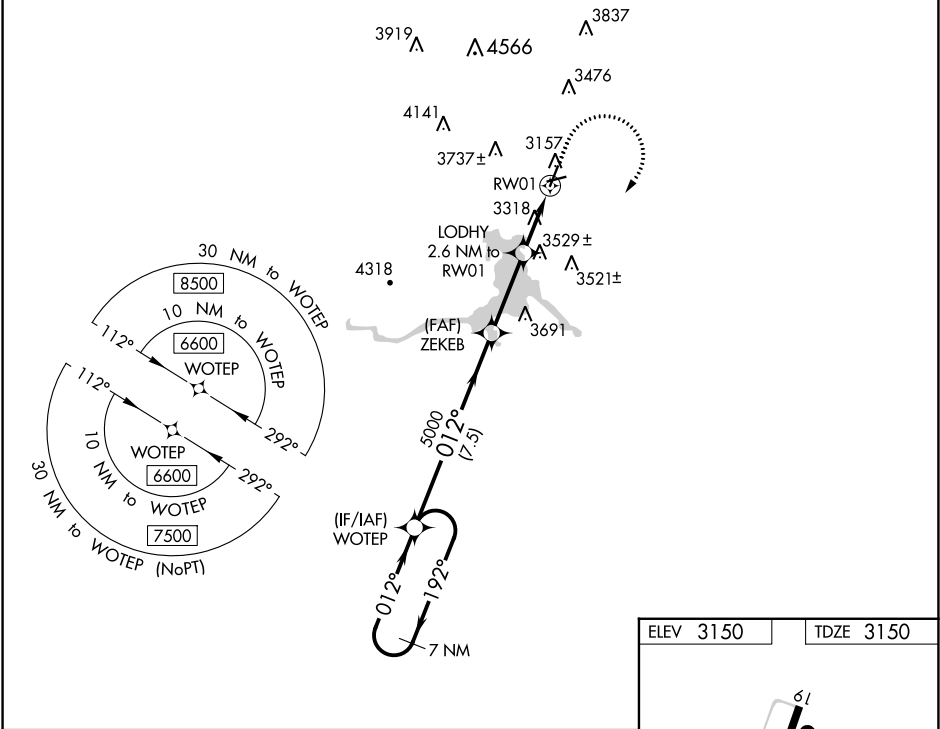 3919
4566
3837
3476
4141
3737±
3157
RW01
3318
LODHY
2.6 NM to
RW01
3529±
3521±
4318
3691
(FAF)
ZEKEB
30 NM to WOTEP
8500
10 NM to WOTEP
6600
WOTEP
112°
292°
112°
WOTEP
6600
292°
10 NM to WOTEP
7500
30 NM to WOTEP (NoPT)
5000
012°
(7.5)
(IF/IAF)
WOTEP
012°
192°
7 NM
ELEV 3150
TDZE 3150
19